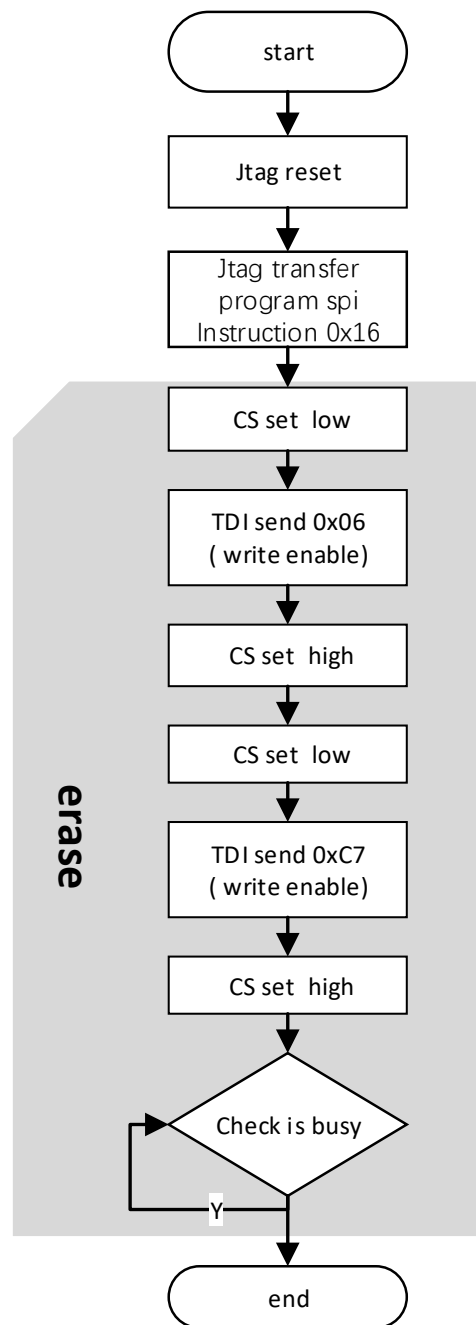 start
Jtag reset
Jtag transfer
program spi
Instruction 0x16
CS set low
TDI send 0x06
( write enable)
CS set high
CS set low
erase
TDI send 0xC7
( write enable)
CS set high
Check is busy
Y
end